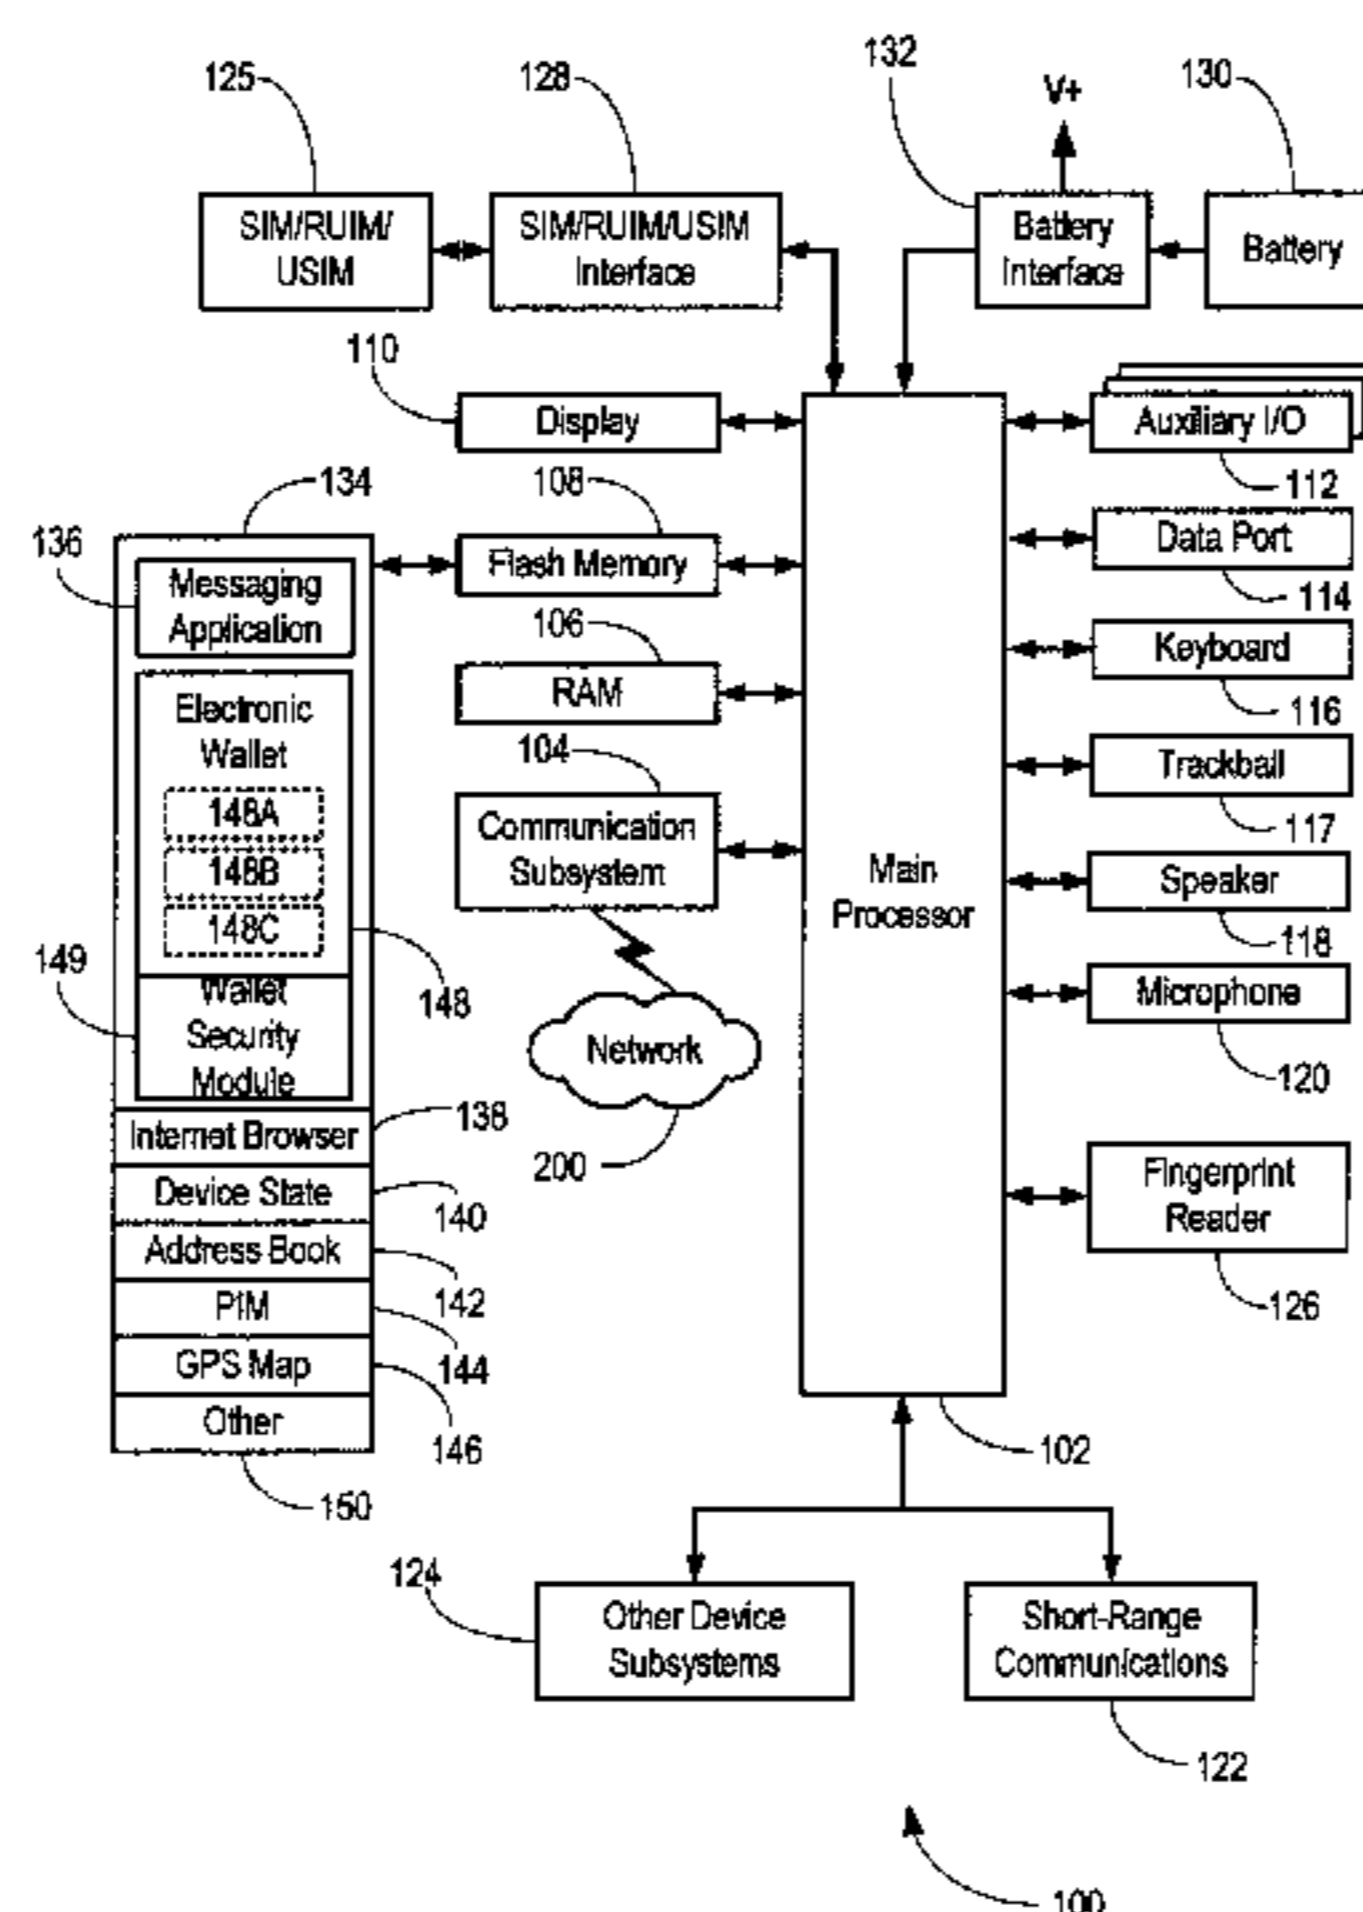 125
128
132
V+
130
SIM/RUIM/
USIM
SIM/RUIM/USIM
Interface
Battery
Interface
Battery
110
Display
Auxiliary I/O
112
134
108
136
Messaging
Application
Flash Memory
Data Port
114
106
RAM
Keyboard
116
Electronic
Wallet
148A
148B
148C
104
Communication
Subsystem
Main
Processor
Trackball
117
Speaker
118
149
148
Wallet
Security
Module
Network
200
Microphone
120
Internet Browser
138
Device State
140
Address Book
142
PIM
144
GPS Map
146
Other
150
Fingerprint
Reader
126
102
124
Other Device
Subsystems
Short-Range
Communications
122
100